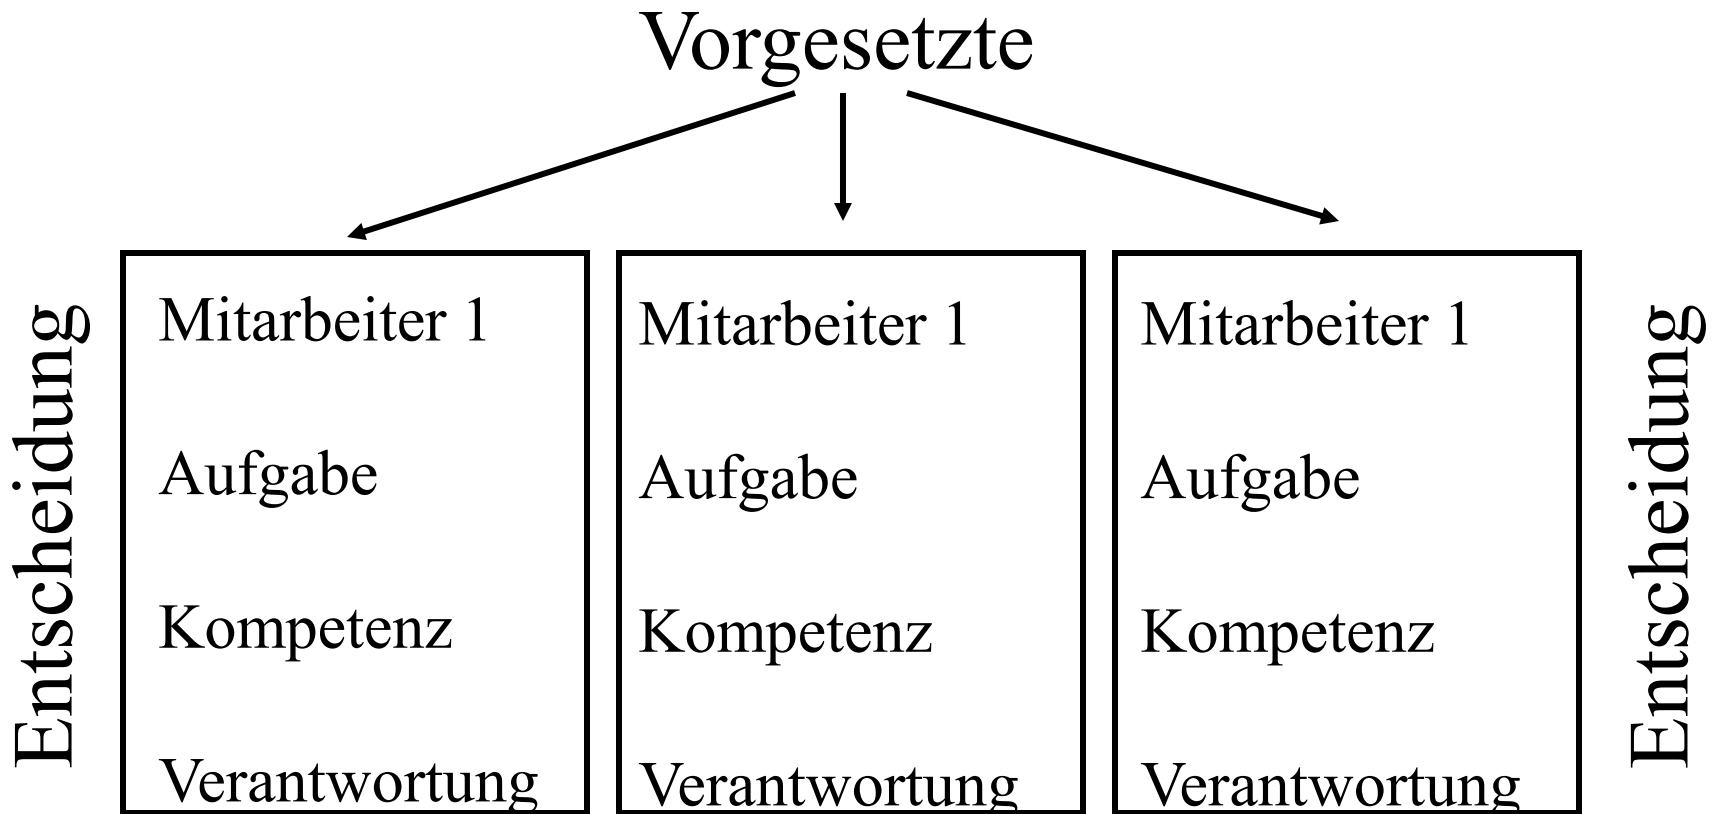 Vorgesetzte
Entscheidung
Mitarbeiter 1
Aufgabe
Kompetenz
Verantwortung
Mitarbeiter 1
Aufgabe
Kompetenz
Verantwortung
Mitarbeiter 1
Aufgabe
Kompetenz
Verantwortung
Entscheidung